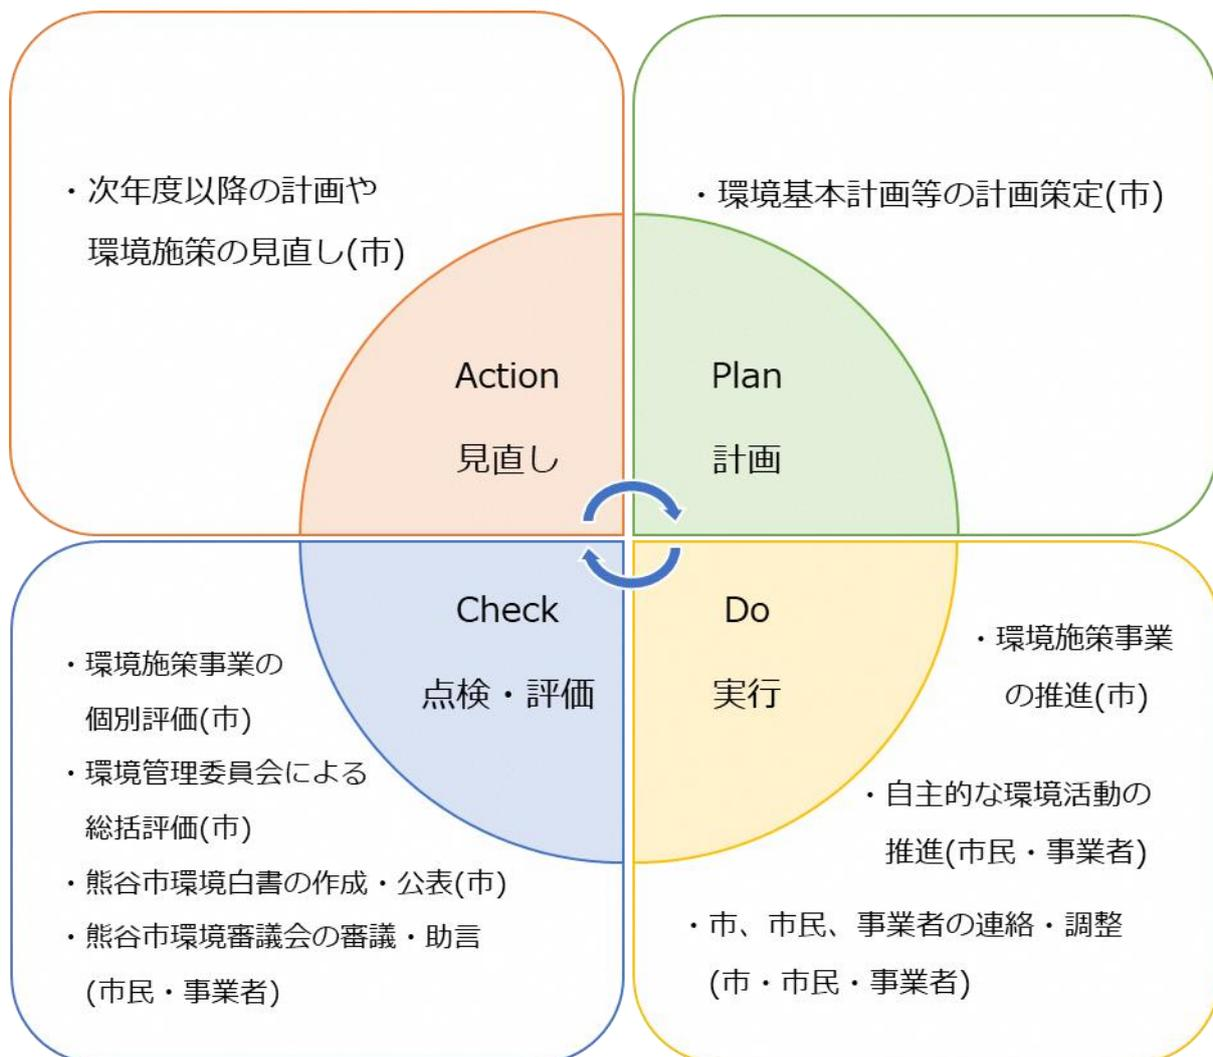 ・次年度以降の計画や
環境施策の見直し(市)
Action
見直し
・環境基本計画等の計画策定(市)
Plan
計画
Check
点検・評価
・環境施策事業の
個別評価(市)
・環境管理委員会による
総括評価(市)
・熊谷市環境白書の作成・公表(市)
・熊谷市環境審議会の審議・助言
(市民・事業者)
Do
実行
・環境施策事業
の推進(市)
・自主的な環境活動の
推進(市民・事業者)
・市、市民、事業者の連絡・調整
(市・市民・事業者)